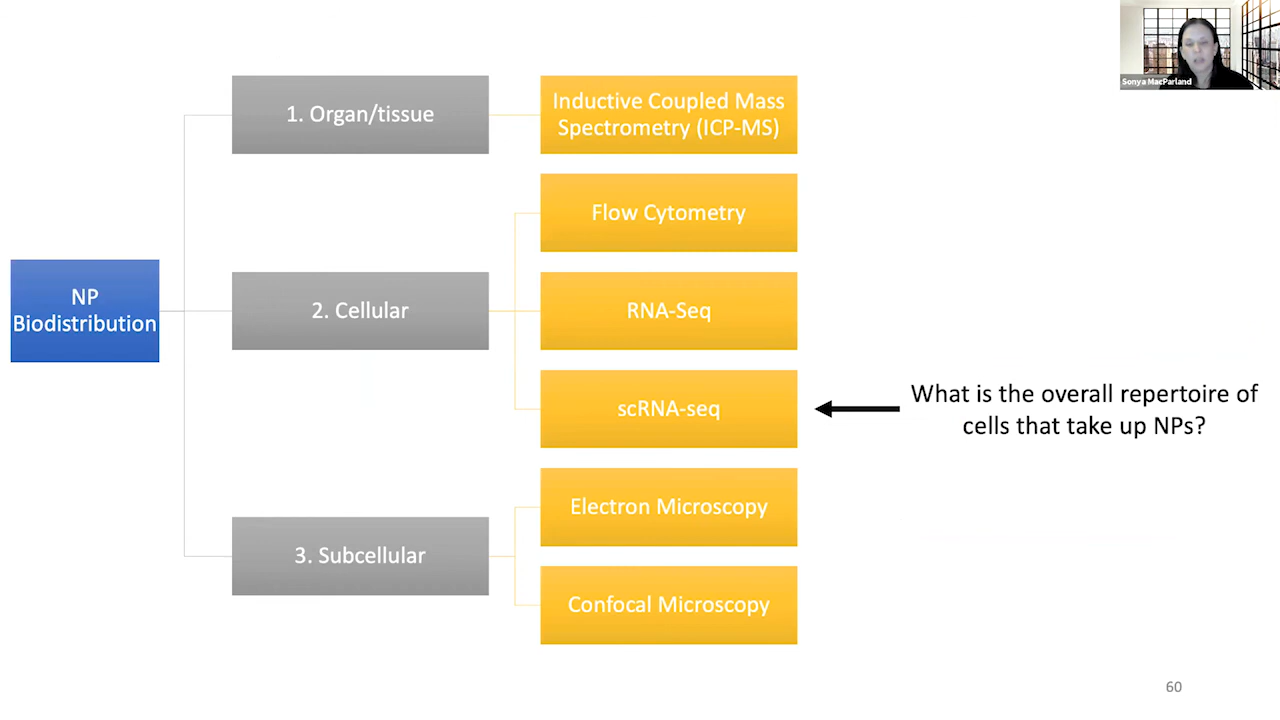 Sonya MacParland
1. Organ/tissue
Inductive Coupled Mass
Spectrometry (ICP-MS)
Flow Cytometry
NP
Biodistribution
2. Cellular
RNA-Seq
scRNA-seq
What is the overall repertoire of
cells that take up NPs?
Electron Microscopy
3. Subcellular
Confocal Microscopy
60